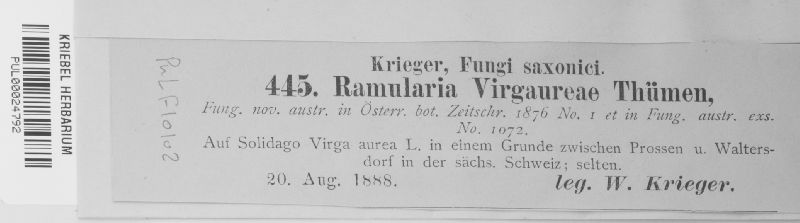 KRIEBEL HERBARIUM
PUL00024792
PuLF10102
Krieger, Fungi saxonici.
445. Ramularia Virgaureae Thümen,
Fung. nov. austr. in Österr. bot. Zeitschr. 1876 No. 1 et in Fung. austr. exs.
No. 1072.
Auf Solidago Virga aurea L. in einem Grunde zwischen Prossen u. Walters-
dorf in der sächs. Schweiz; selten.
20. Aug. 1888. leg. W. Krieger.